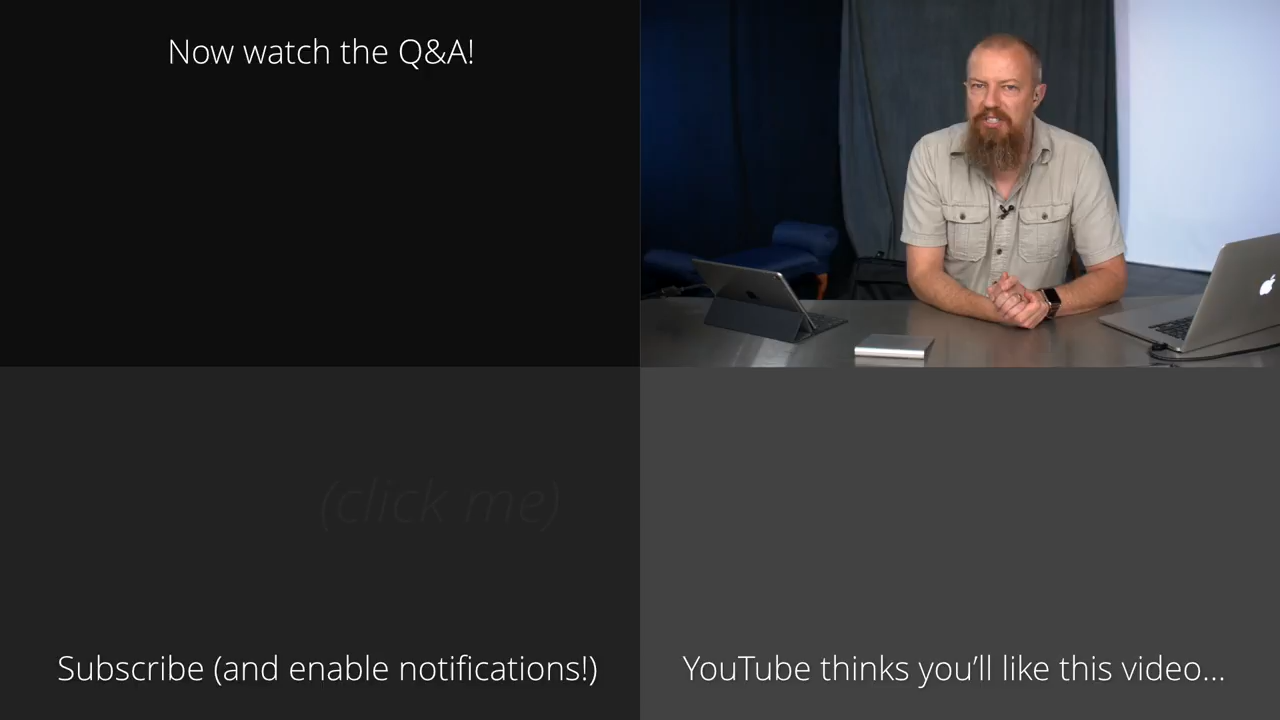 Now watch the Q&A!
(click me)
Subscribe (and enable notifications!)
YouTube thinks you’ll like this video...